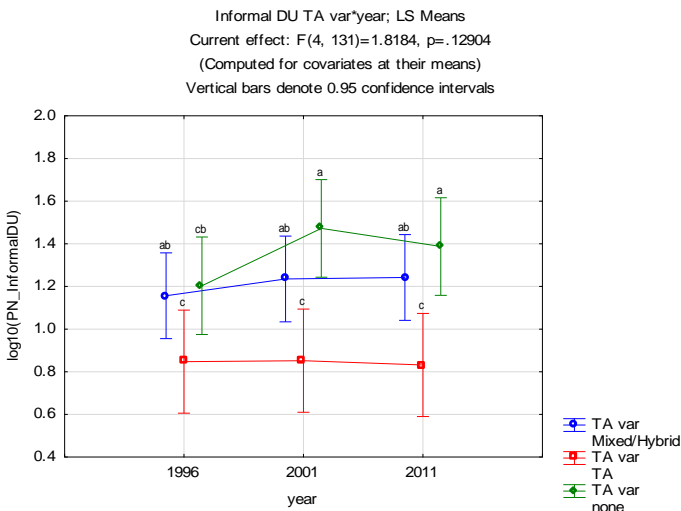 Informal DU TA var*year; LS Means
Current effect: F(4, 131)=1.8184, p=.12904
(Computed for covariates at their means)
Vertical bars denote 0.95 confidence intervals
2.0
1.8
1.6
1.4
1.2
1.0
0.8
0.6
0.4
log10(PN_InformalDU)
ab
cb
c
ab
a
c
ab
a
c
1996
2001
2011
year
TA var
Mixed/Hybrid
TA var
TA
TA var
none